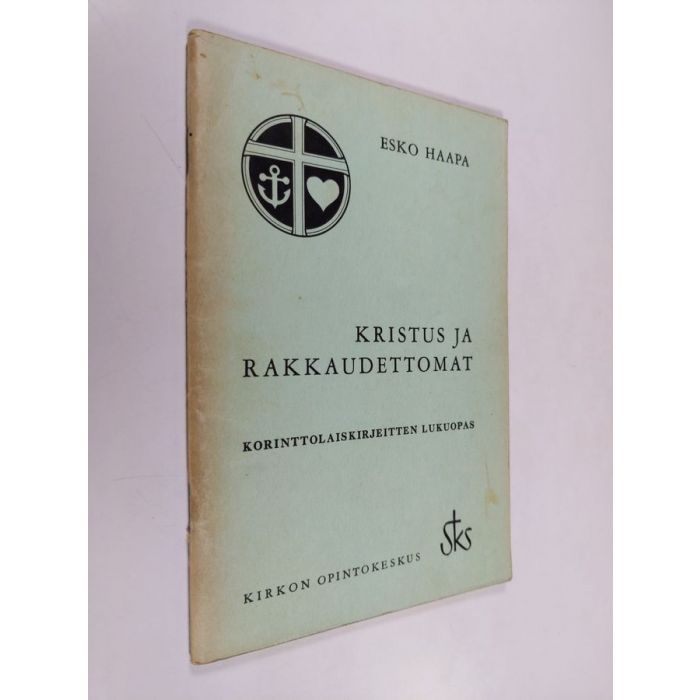 ESKO HAAPA
KRISTUS JA
RAKKAUDETTOMAT
KORINTTOLAISKIRJEITTEN LUKUOPAS
sks
KIRKON OPINTOKESKUS